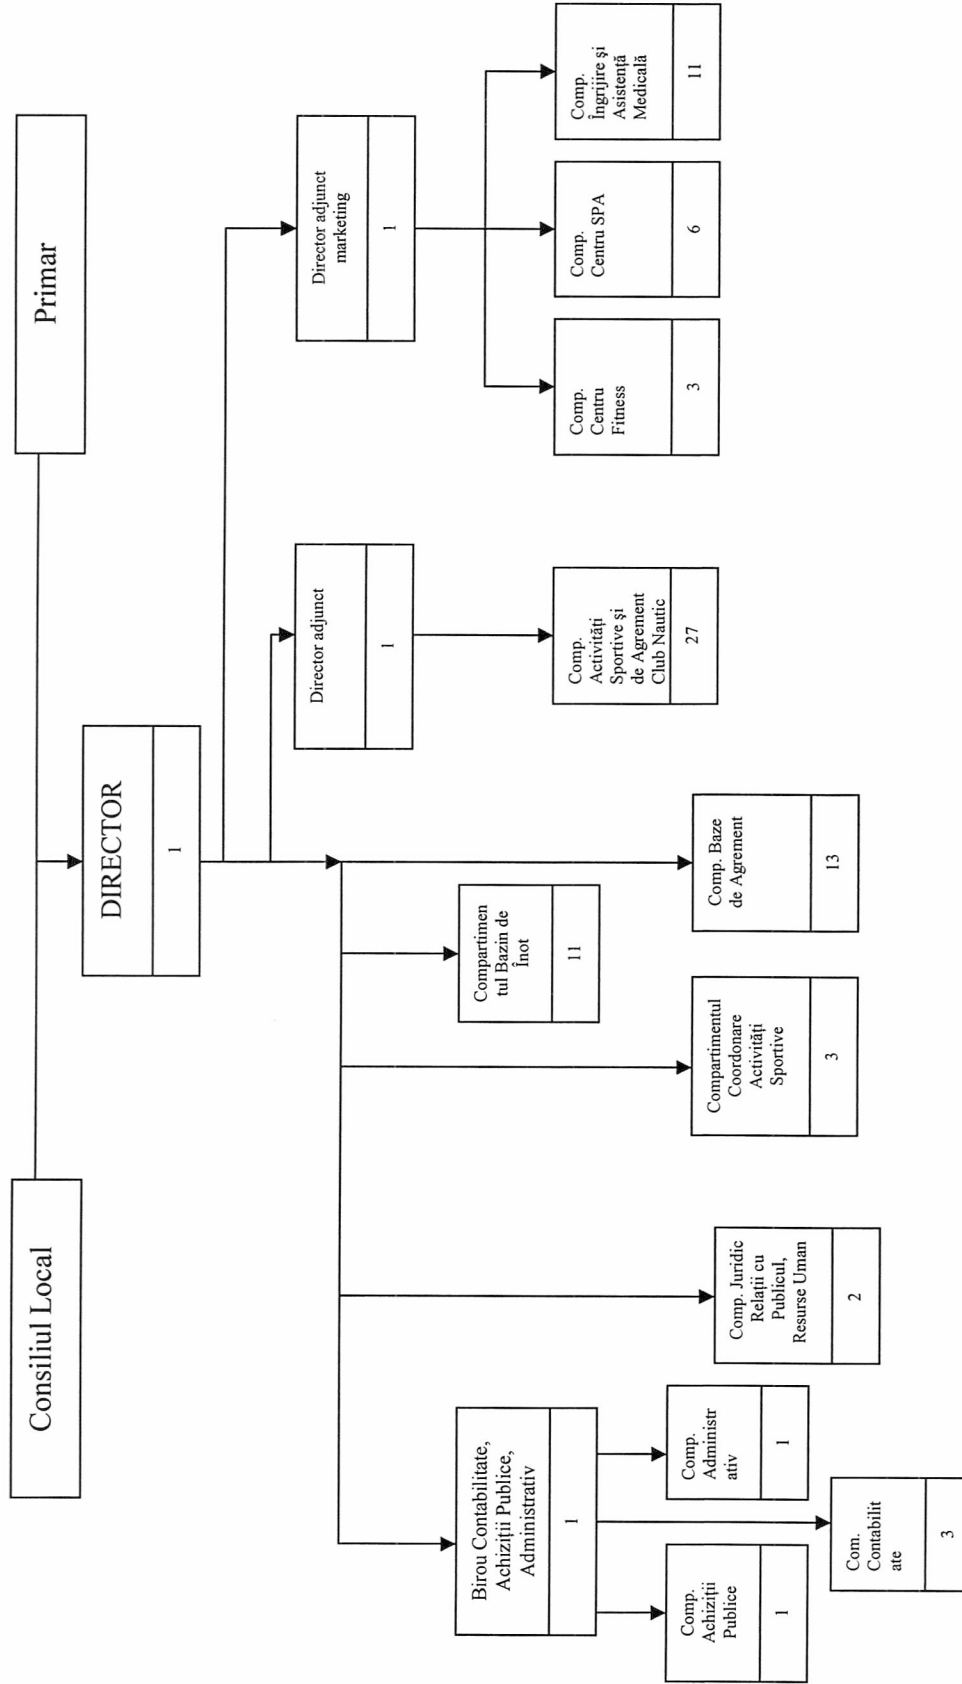 Consiliul Local
Primar
DIRECTOR
1
Director adjunct
1
Director adjunct
marketing
1
Birou Contabilitate,
Achiziții Publice,
Administrativ
1
Compartimen
tul Bazin de
Înot
11
Comp.
Activități
Sportive și
de Agrement
Club Nautic
27
Comp.
Centru
Fitness
3
Comp.
Centru SPA
6
Comp.
Îngrijire și
Asistență
Medicală
11
Comp.
Achiziții
Publice
1
Comp.
Administr
ativ
1
Comp. Juridic
Relații cu
Publicul,
Resurse Uman
2
Compartimentul
Coordonare
Activități
Sportive
3
Comp. Baze
de Agrement
13
Com.
Contabilit
ate
3